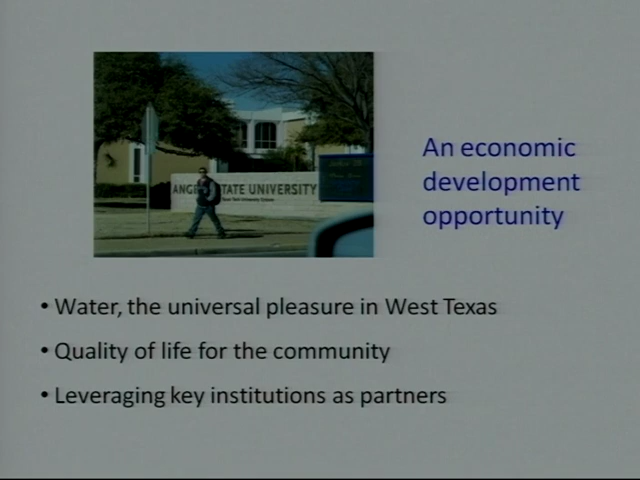 ANGE STATE UNIVERSITY
An economic
development
opportunity
• Water, the universal pleasure in West Texas
• Quality of life for the community
• Leveraging key institutions as partners